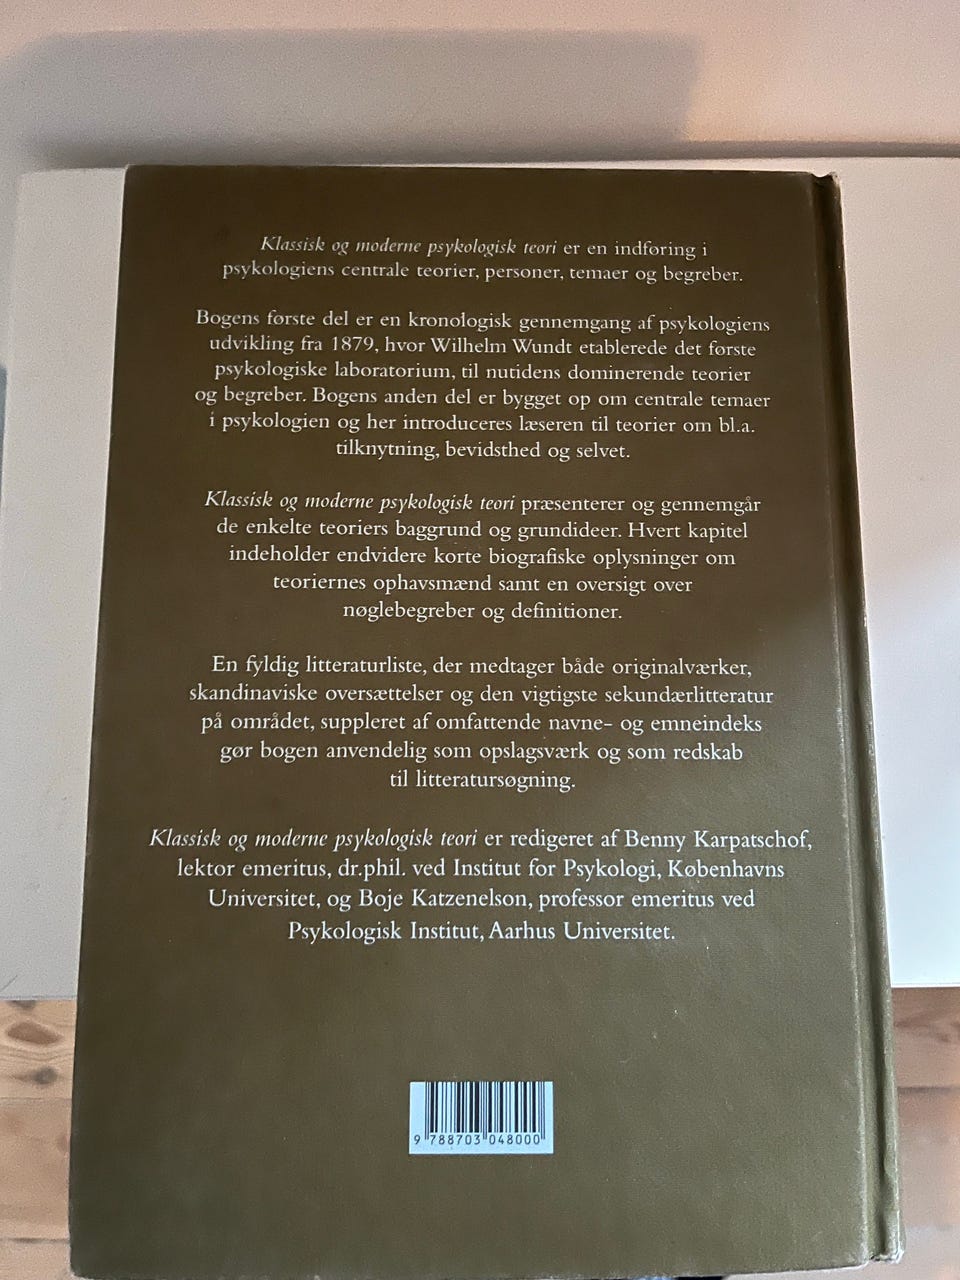 Klassisk og moderne psykologisk teori er en indføring i
psykologiens centrale teorier, personer, temaer og begreber.
Bogens første del er en kronologisk gennemgang af psykologiens
udvikling fra 1879, hvor Wilhelm Wundt etablerede det første
psykologiske laboratorium, til nutidens dominerende teorier
og begreber. Bogens anden del er bygget op om centrale temaer
i psykologien og her introduceres læseren til teorier om bl.a.
tilknytning, bevidsthed og selvet.
Klassisk og moderne psykologisk teori præsenterer og gennemgår
de enkelte teoriers baggrund og grundideer. Hvert kapitel
indeholder endvidere korte biografiske oplysninger om
teoriernes ophavsmænd samt en oversigt over
nøglebegreber og definitioner.
En fyldig litteraturliste, der medtager både originalværker,
skandinaviske oversættelser og den vigtigste sekundærlitteratur
på området, suppleret af omfattende navne- og emneindeks
gør bogen anvendelig som opslagsværk og som redskab
til litteratursøgning.
Klassisk og moderne psykologisk teori er redigeret af Benny Karpatschof,
lektor emeritus, dr.phil. ved Institut for Psykologi, Københavns
Universitet, og Boje Katzenelson, professor emeritus ved
Psykologisk Institut, Aarhus Universitet.
9 788703 048000